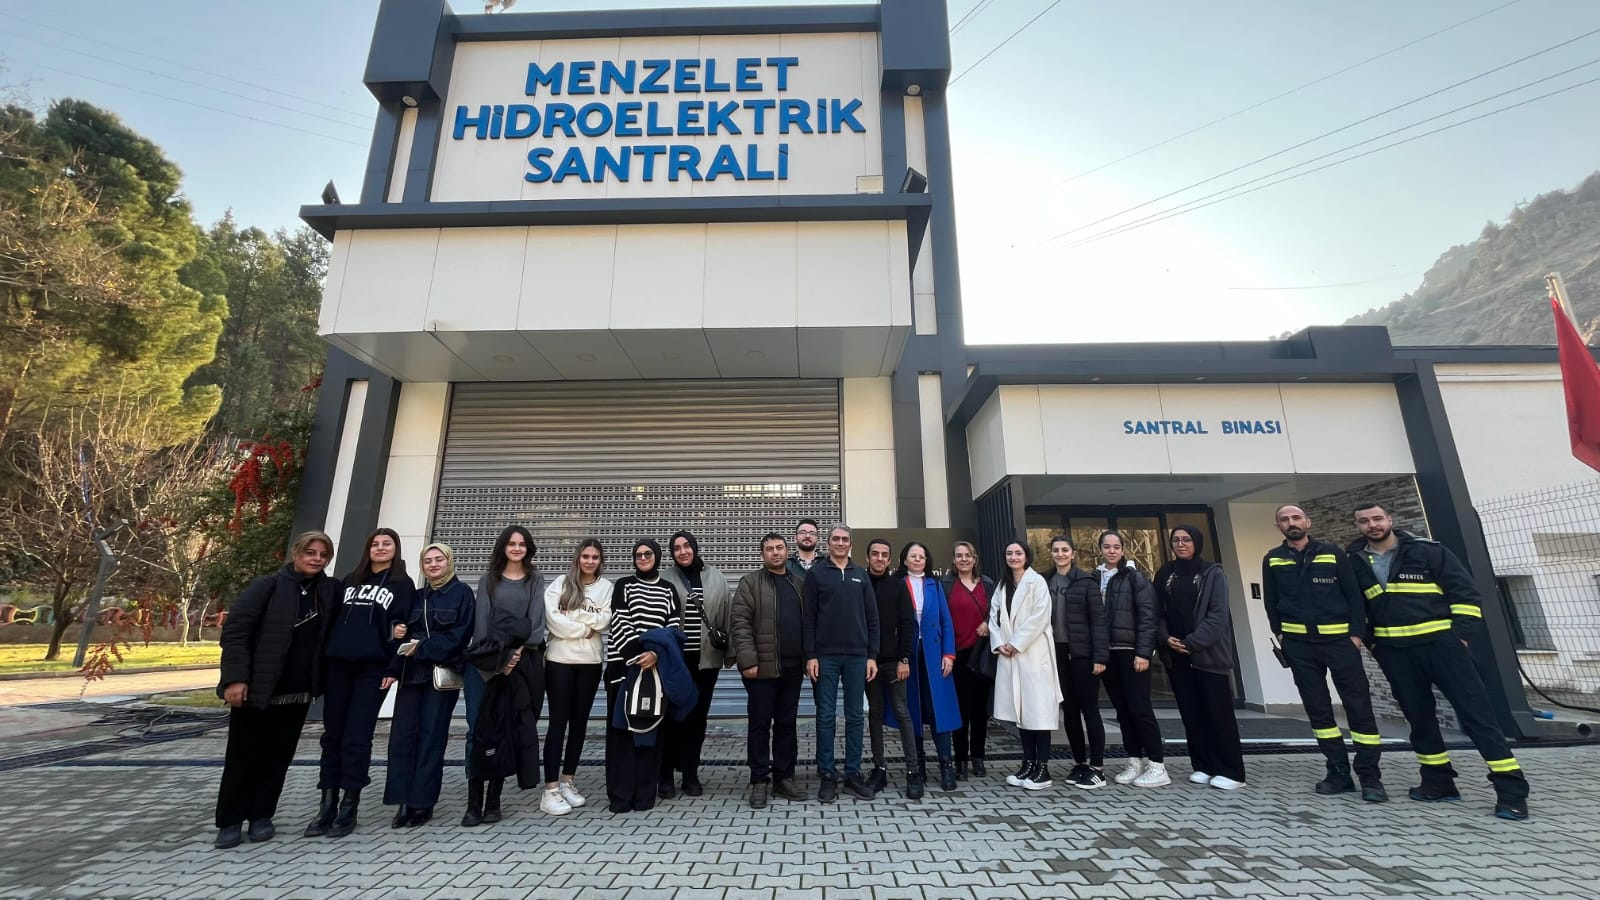 MENZELET
HİDROELEKTRİK
SANTRALİ
SANTRAL BINASI
CHICAGO
ENTEK
ENTEK